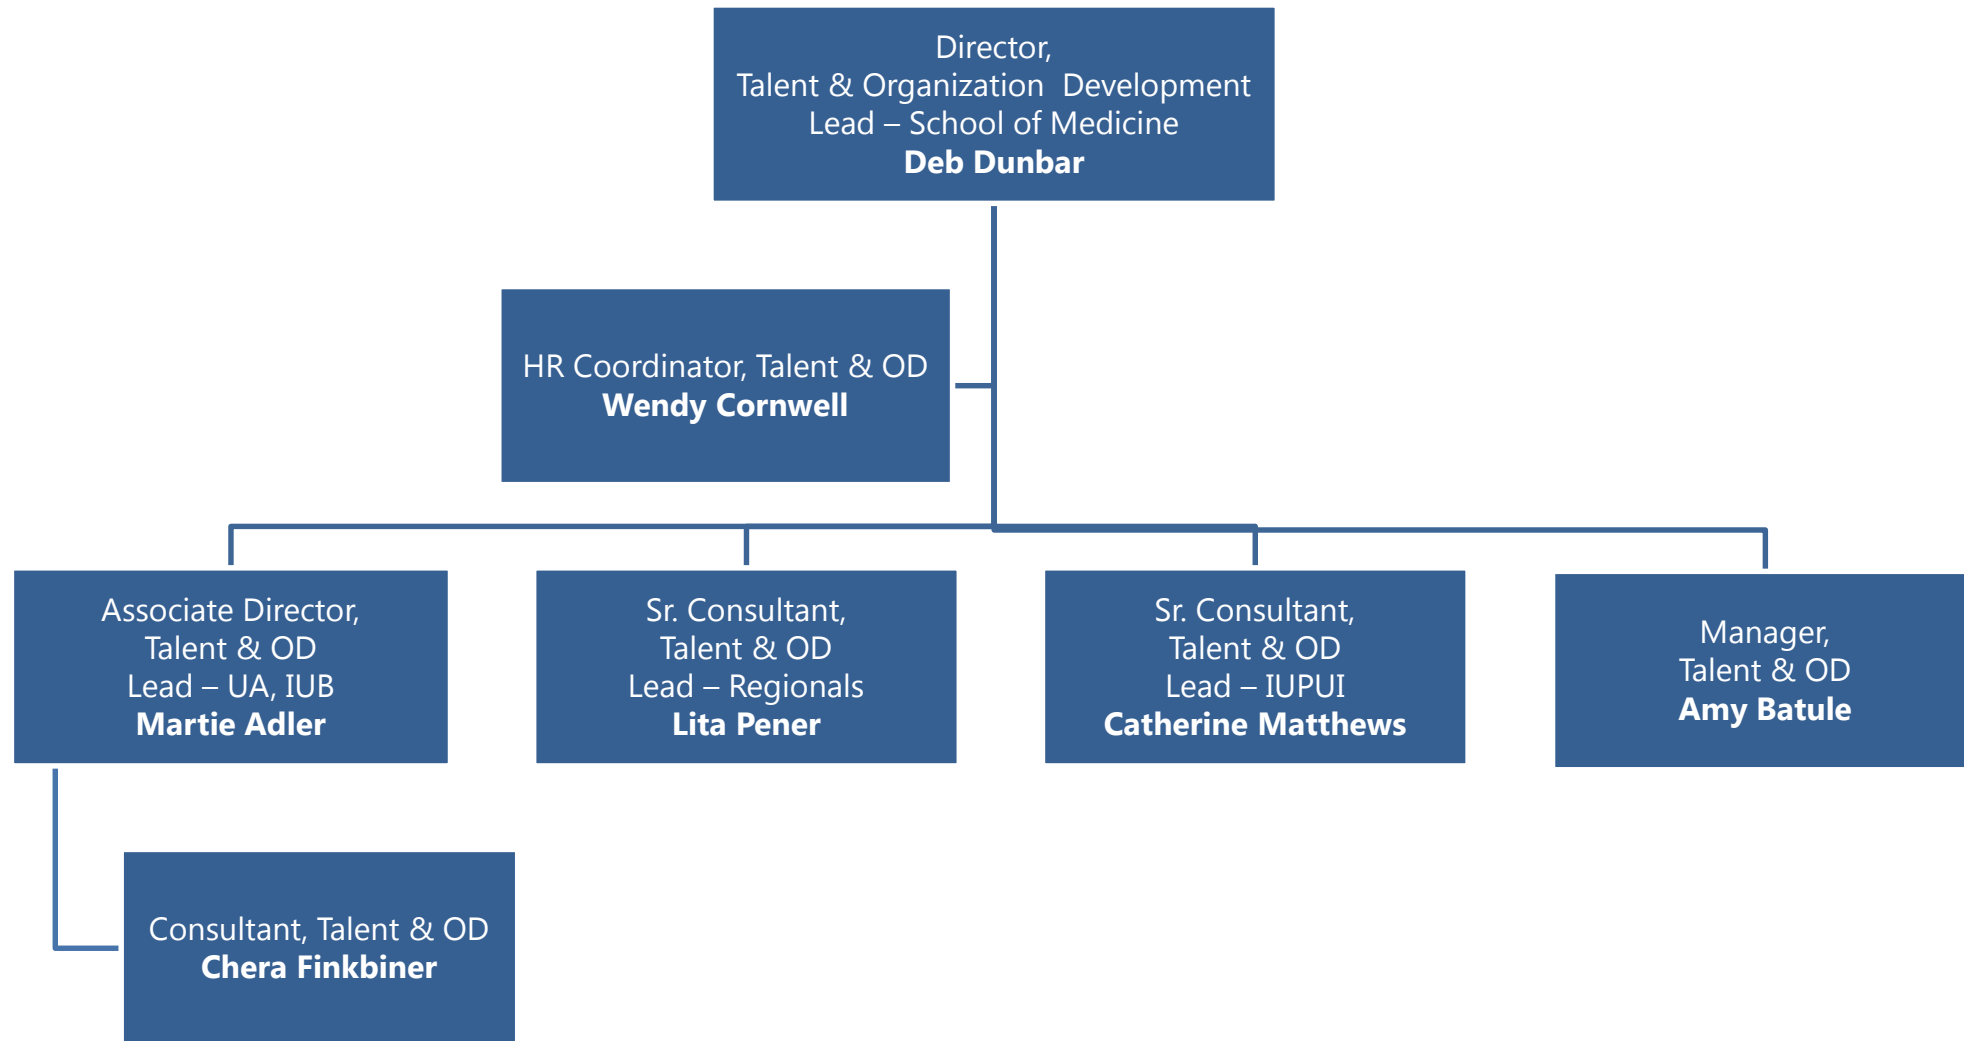 Director,
Talent & Organization  Development
Lead – School of Medicine
Deb Dunbar
HR Coordinator, Talent & OD
Wendy Cornwell
Associate Director,
Talent & OD
Lead – UA, IUB
Martie Adler
Sr. Consultant,
Talent & OD
Lead – Regionals
Lita Pener
Sr. Consultant,
Talent & OD
Lead – IUPUI
Catherine Matthews
Manager,
Talent & OD
Amy Batule
Consultant, Talent & OD
Chera Finkbiner